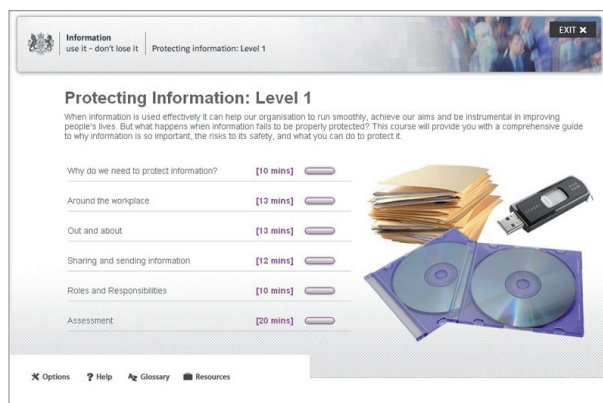 EXIT ✖
Information
use it – don't lose it
Protecting information: Level 1
Protecting Information: Level 1
When information is used effectively it can help our organisation to run smoothly, achieve our aims and be instrumental in improving
people's lives. But what happens when information fails to be properly protected? This course will provide you with a comprehensive guide
to why information is so important, the risks to its safety, and what you can do to protect it.
Why do we need to protect information? [10 mins]
Around the workplace [13 mins]
Out and about [13 mins]
Sharing and sending information [12 mins]
Roles and Responsibilities [10 mins]
Assessment [20 mins]
Options ? Help Glossary Resources